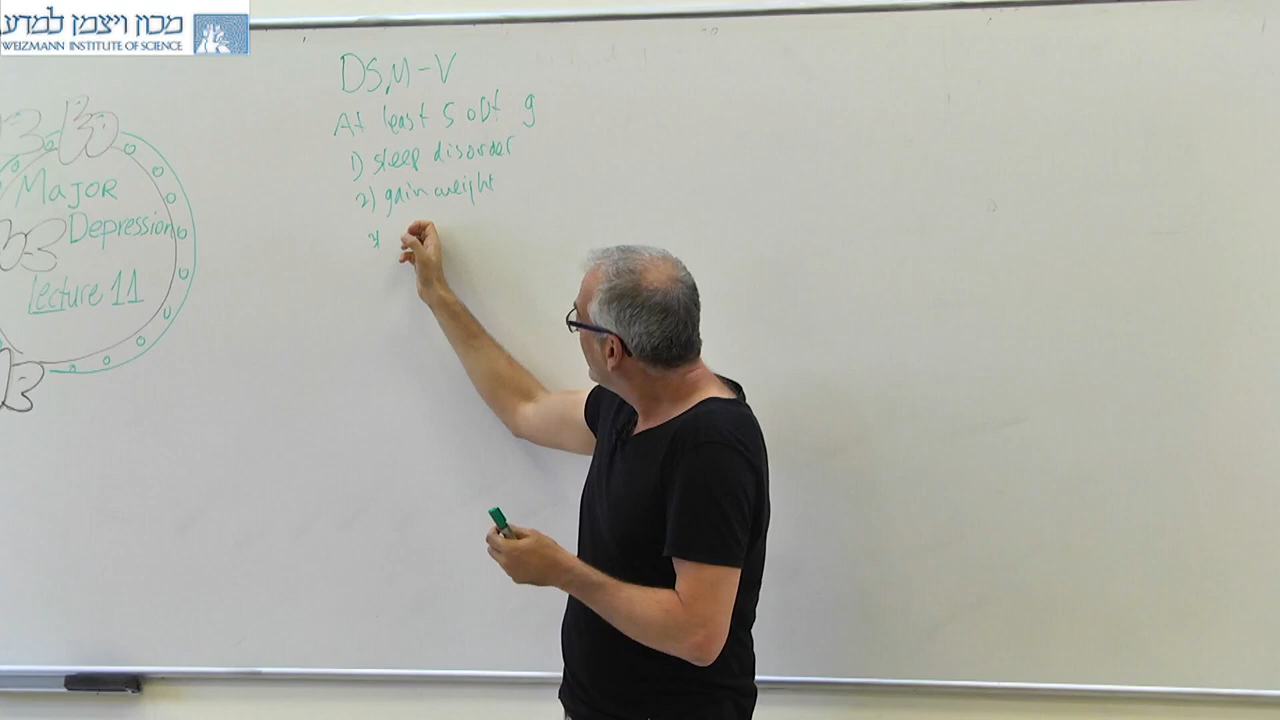 מכון ויצמן למדע
WEIZMANN INSTITUTE OF SCIENCE
Major
Depression
Lecture 11
DSM-V
At least 5 out 9
1) sleep disorder
2) gain weight